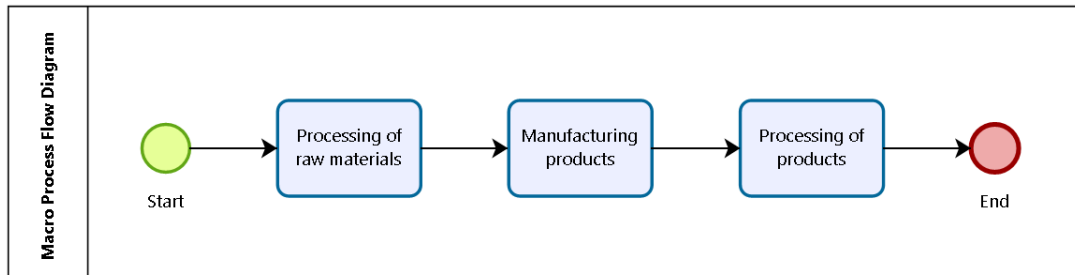 Macro Process Flow Diagram
Start
Processing of
raw materials
Manufacturing
products
Processing of
products
End